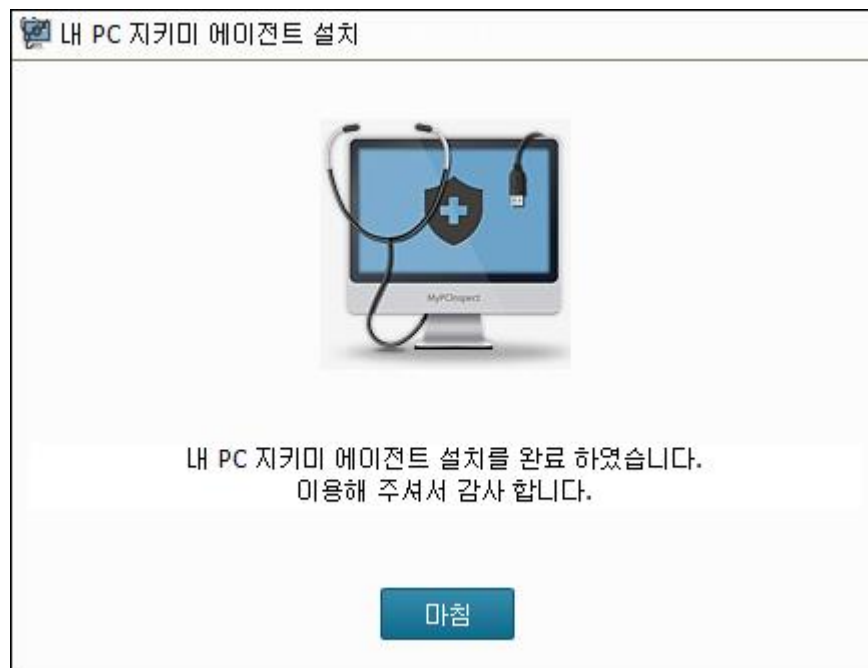 내 PC 지키미 에이전트 설치
MyPCInspect
내 PC 지키미 에이전트 설치를 완료 하였습니다.
이용해 주셔서 감사 합니다.
마침